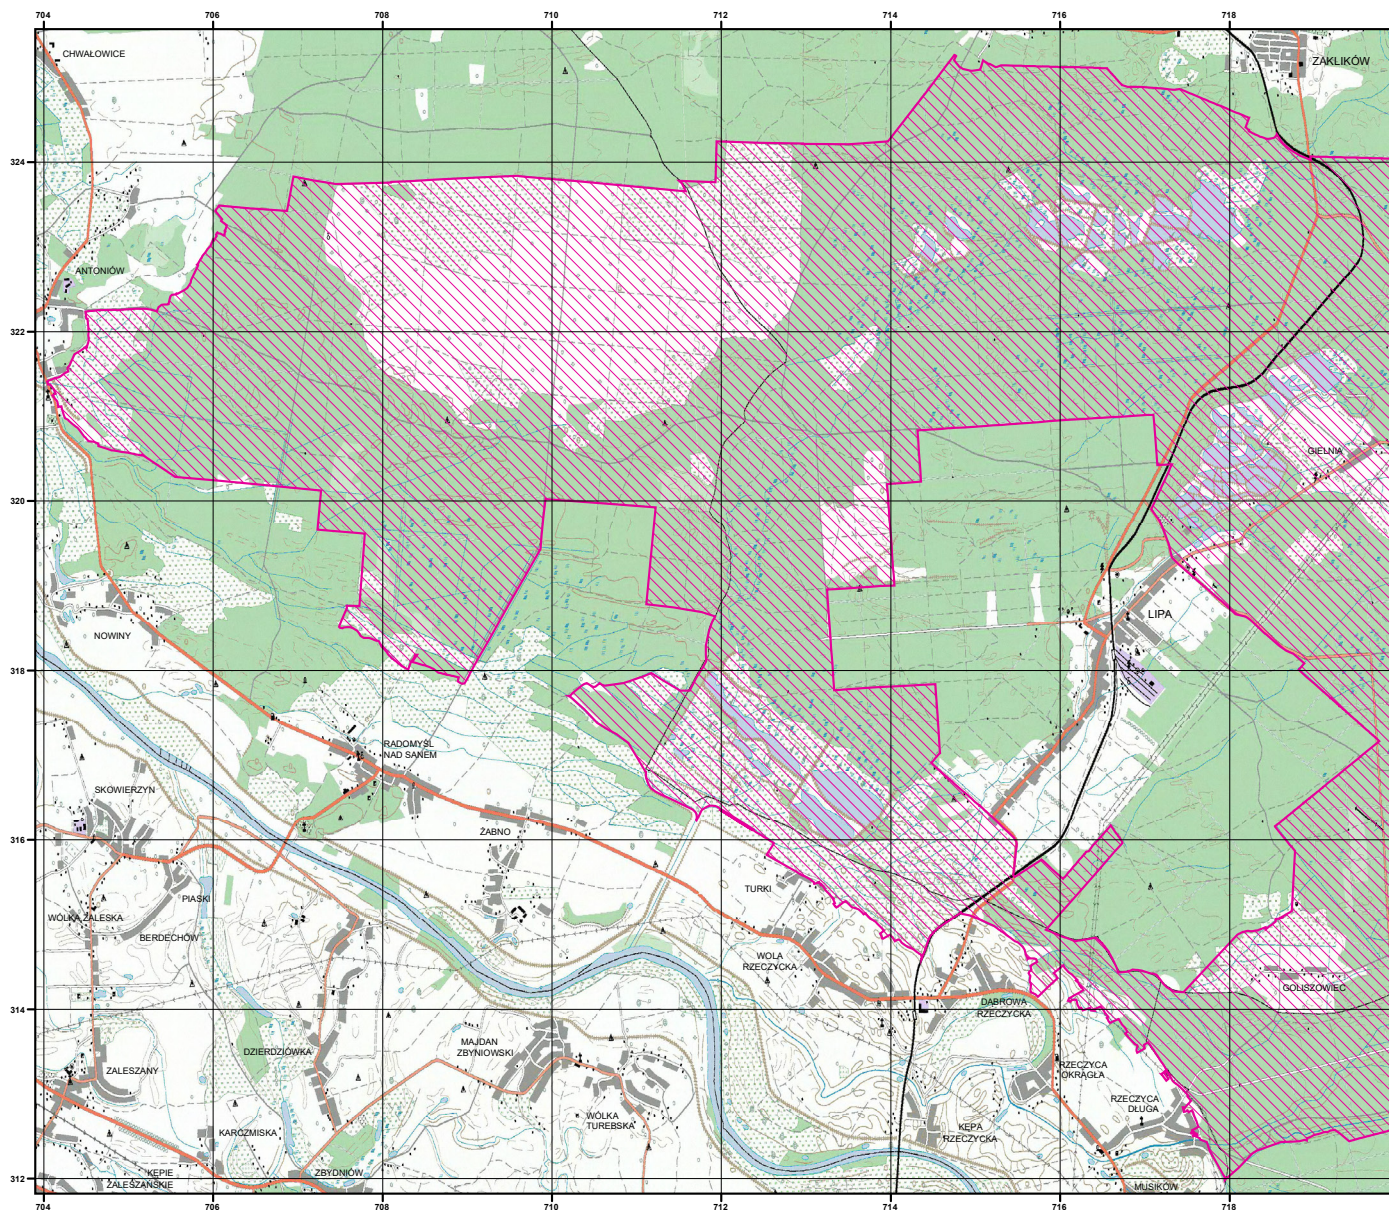 704 706 708 710 712 714 716 718
CHWAŁOWICE
ZAKLIKÓW
324
ANTONIÓW
322
GIELNIA
320
NOWINY
LIPA
318
RADOMYŚL
NAD SANEM
SKOWIERZYN
ŻABNO
316
TURKI
PIASKI
WÓLKA ZALESKA
BERDECHÓW
WOLA
RZECZYCKA
GOLISZOWIEC
DĄBROWA
RZECZYCKA
314
MAJDAN
ZBYNIOWSKI
DZIERDZIÓWKA
RZECZYCA
OKRĄGŁA
ZALESZANY
RZECZYCA
DŁUGA
WÓLKA
TUREBSKA
KĘPA
RZECZYCKA
KARCZMISKA
KĘPIE
ZALESZAŃSKIE
ZBYDNIÓW
MUSIKÓW
312
704 706 708 710 712 714 716 718